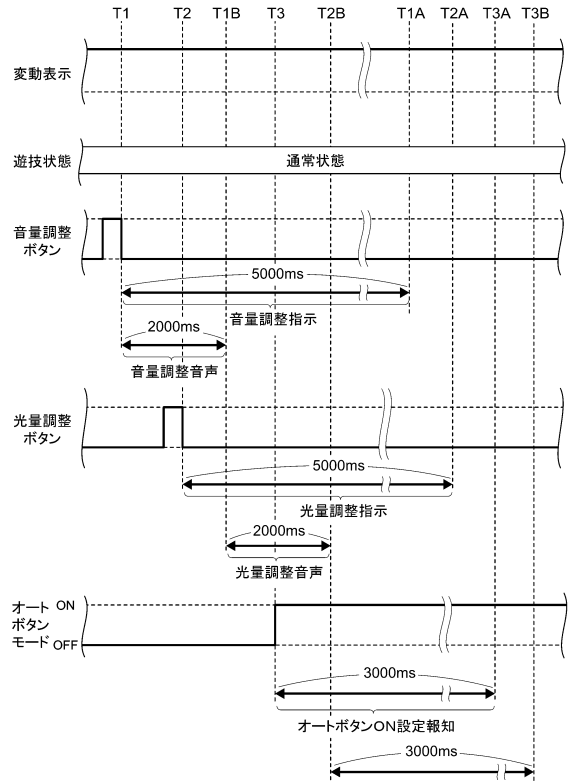 T1 T2 T1B T3 T2B T1A T2A T3A T3B
変動表示
遊技状態
通常状態
音量調整
ボタン
5000ms
音量調整指示
2000ms
音量調整音声
光量調整
ボタン
5000ms
光量調整指示
2000ms
光量調整音声
オート ON
ボタン
モード OFF
3000ms
オートボタンON設定報知
3000ms